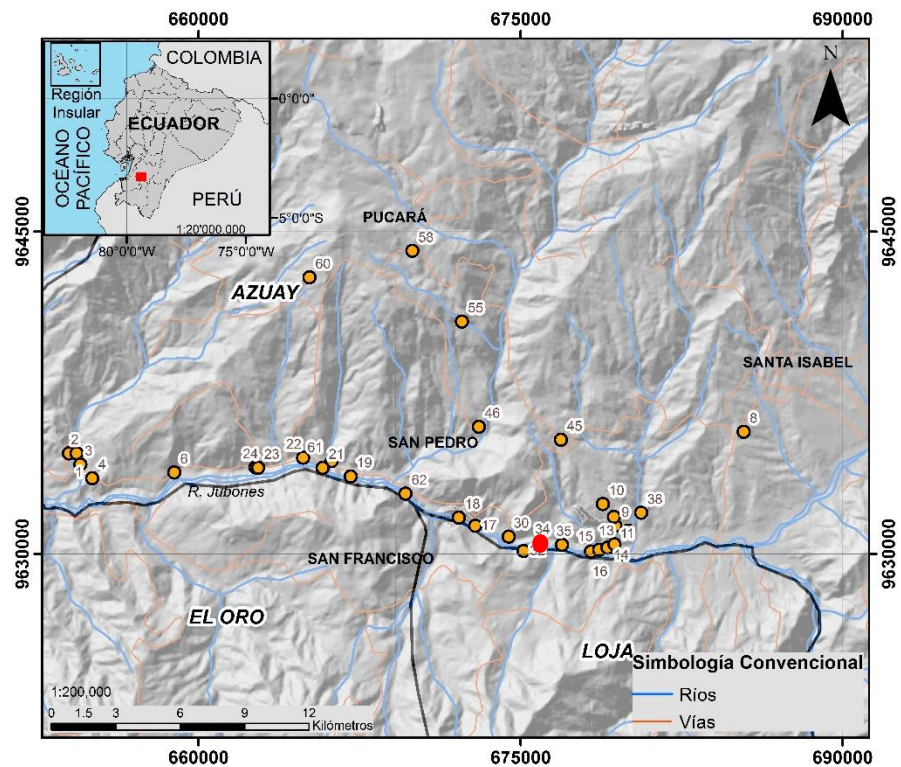 660000 675000 690000
COLOMBIA
N
Región
Insular
0°0'0"
ECUADOR
OCÉANO
PACÍFICO
PERÚ
1:20'000.000
-5°0'0"S
80°0'0"W 75°0'0"W
PUCARÁ
9645000 9645000
58
60
AZUAY
55
SANTA ISABEL
8
46
45
SAN PEDRO
2
3
1
4
22 61 21
24 23
6
19
R. Jubones
62
10
38
9
18
17
30
34
35
15
13
11
14
16
9630000 9630000
SAN FRANCISCO
EL ORO
LOJA
Simbología Convencional
Ríos
Vías
1:200,000
0 1.5 3 6 9 12
Kilómetros
660000 675000 690000